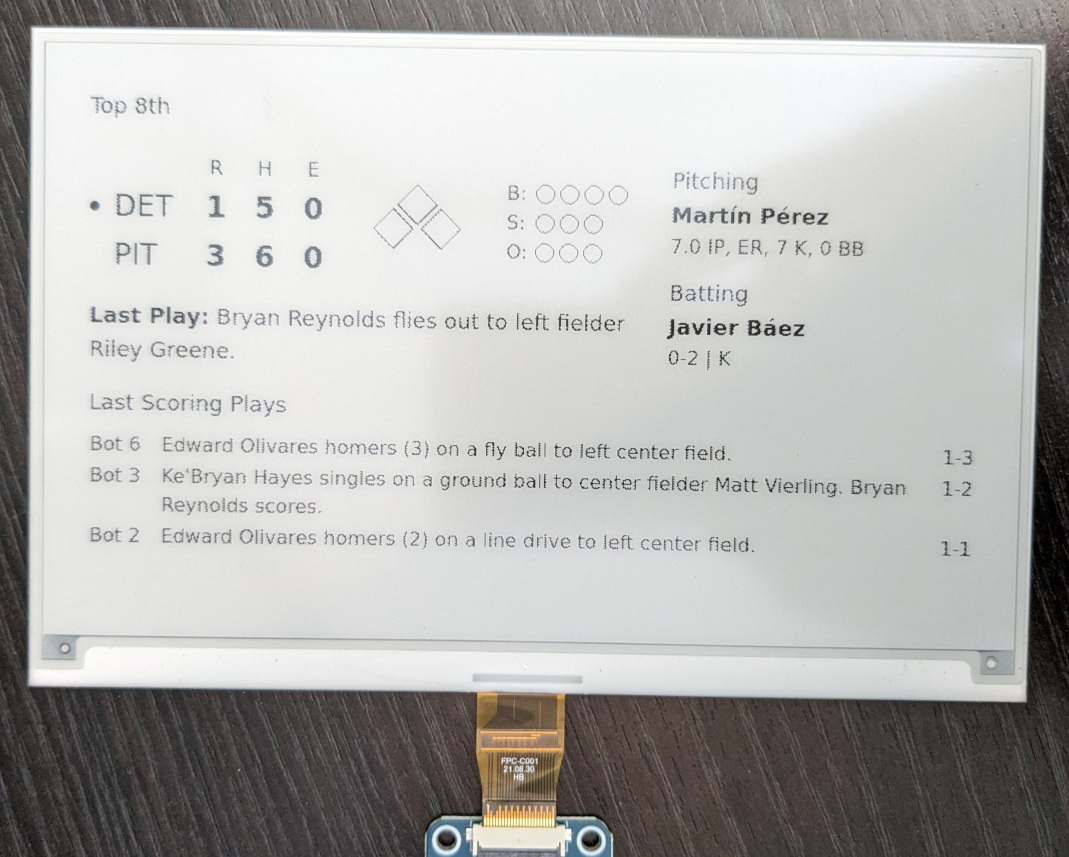 Top 8th
R H E
• DET 1 5 0
PIT 3 6 0
B:
S:
O:
Pitching
Martín Pérez
7.0 IP, ER, 7 K, 0 BB
Batting
Javier Báez
0-2 | K
Last Play: Bryan Reynolds flies out to left fielder
Riley Greene.
Last Scoring Plays
Bot 6 Edward Olivares homers (3) on a fly ball to left center field. 1-3
Bot 3 Ke'Bryan Hayes singles on a ground ball to center fielder Matt Vierling. Bryan 1-2
Reynolds scores.
Bot 2 Edward Olivares homers (2) on a line drive to left center field. 1-1
FPC-C001
21.08.30
HB